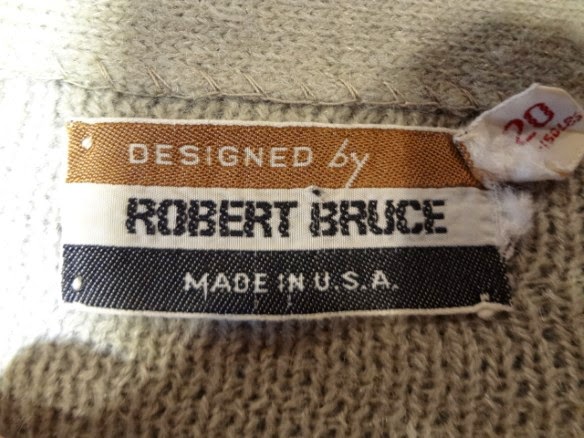 DESIGNED by
ROBERT BRUCE
MADE IN U.S.A.
20